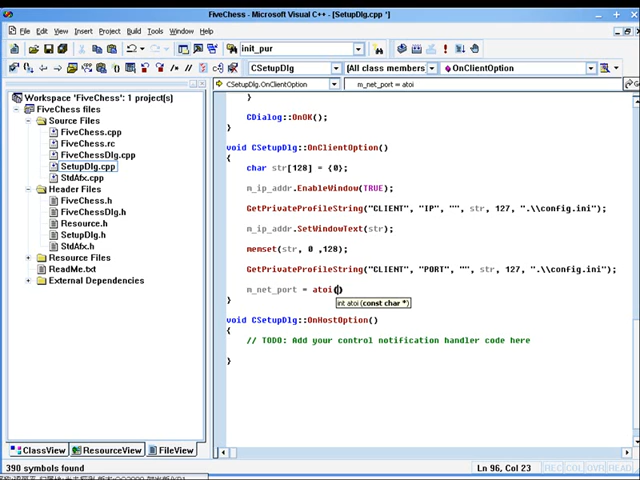 FiveChess - Microsoft Visual C++ - [SetupDlg.cpp *]
File Edit View Insert Project Build Tools Window Help
init_pur
CSetupDlg [All class members] OnClientOption
Workspace 'FiveChess': 1 project(s)
FiveChess files
Source Files
FiveChess.cpp
FiveChess.rc
FiveChessDlg.cpp
SetupDlg.cpp
StdAfx.cpp
Header Files
FiveChess.h
FiveChessDlg.h
Resource.h
SetupDlg.h
StdAfx.h
Resource Files
ReadMe.txt
External Dependencies
ClassView ResourceView FileView
CSetupDlg.OnClientOption m_net_port = atoi Go
}
CDialog::OnOK();
}
void CSetupDlg::OnClientOption()
{
char str[128] = {0};
m_ip_addr.EnableWindow(TRUE);
GetPrivateProfileString("CLIENT", "IP", "", str, 127, ".\\config.ini");
m_ip_addr.SetWindowText(str);
memset(str, 0 ,128);
GetPrivateProfileString("CLIENT", "PORT", "", str, 127, ".\\config.ini");
m_net_port = atoi()
int atoi (const char *)
}
void CSetupDlg::OnHostOption()
{
// TODO: Add your control notification handler code here
}
390 symbols found
Ln 96, Col 23 REC COL OVR READ